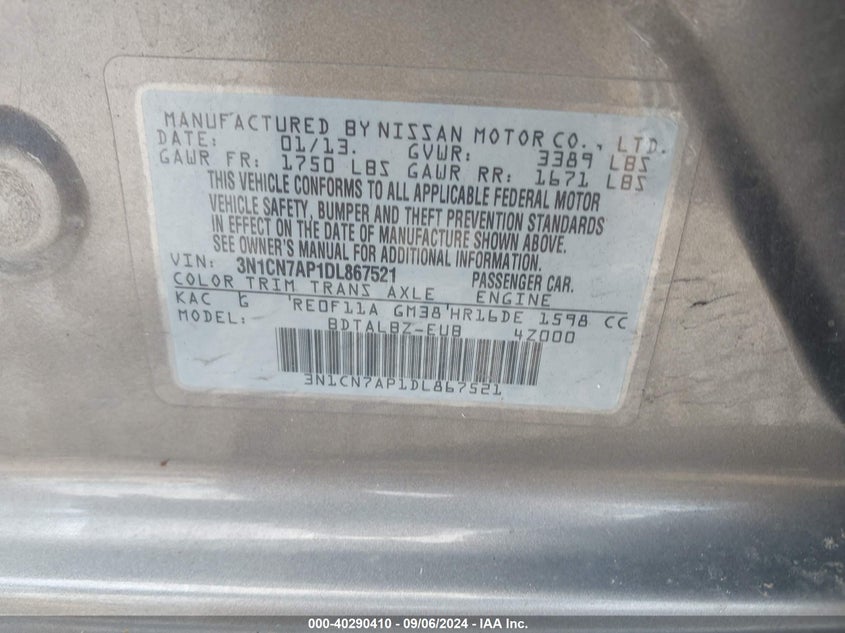 MANUFACTURED BY NISSAN MOTOR CO., LTD.
DATE: 01/13. GVWR: 3389 LBS
GAWR FR: 1750 LBS GAWR RR: 1671 LBS
THIS VEHICLE CONFORMS TO ALL APPLICABLE FEDERAL MOTOR
VEHICLE SAFETY, BUMPER AND THEFT PREVENTION STANDARDS
IN EFFECT ON THE DATE OF MANUFACTURE SHOWN ABOVE.
SEE OWNER'S MANUAL FOR ADDITIONAL INFORMATION.
VIN: 3N1CN7AP1DL867521 PASSENGER CAR.
COLOR TRIM TRANS AXLE ENGINE
KAC G RE0F11A GM38 HR16DE 1598 CC
MODEL: BDTALBZ-EUB 4Z000
3N1CN7AP1DL867521
000-40290410 - 09/06/2024 - IAA Inc.